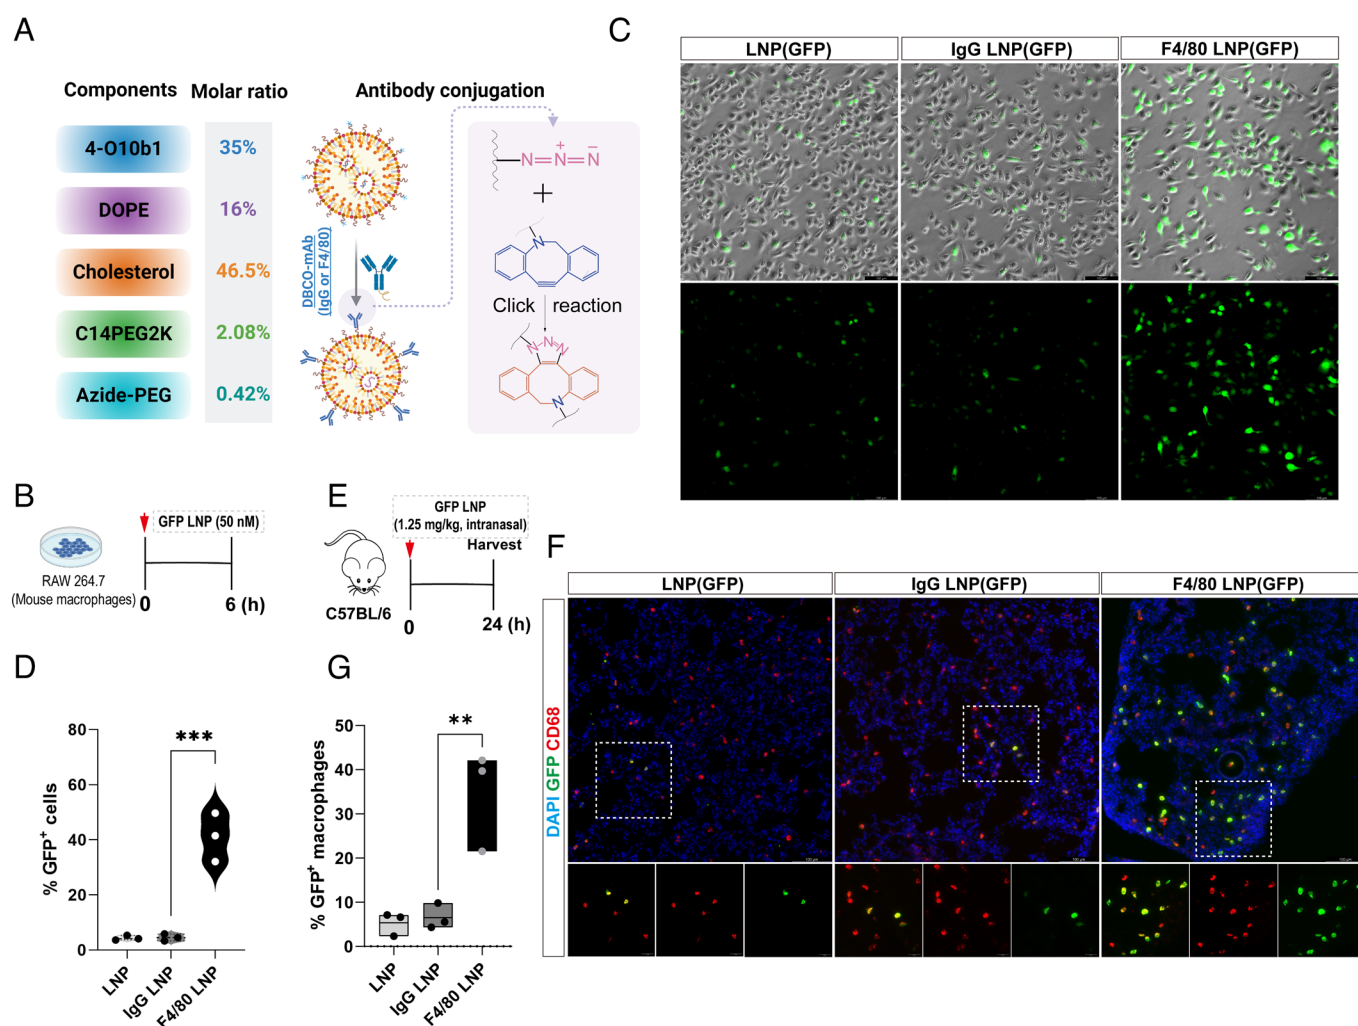 A
Components Molar ratio
4-O10b1 35%
DOPE 16%
Cholesterol 46.5%
C14PEG2K 2.08%
Azide-PEG 0.42%
Antibody conjugation
DBCO-mAb
(IgG or F4/80)
N=N=N
+ −
+
N
Click reaction
N N N
N
B
GFP LNP (50 nM)
RAW 264.7
(Mouse macrophages)
0 6 (h)
C
LNP(GFP) IgG LNP(GFP) F4/80 LNP(GFP)
D
% GFP+ cells
80
60
40
20
0
***
LNP
IgG LNP
F4/80 LNP
E
GFP LNP
(1.25 mg/kg, intranasal)
Harvest
C57BL/6
0 24 (h)
F
LNP(GFP) IgG LNP(GFP) F4/80 LNP(GFP)
DAPI GFP CD68
G
% GFP+ macrophages
50
40
30
20
10
0
**
LNP
IgG LNP
F4/80 LNP